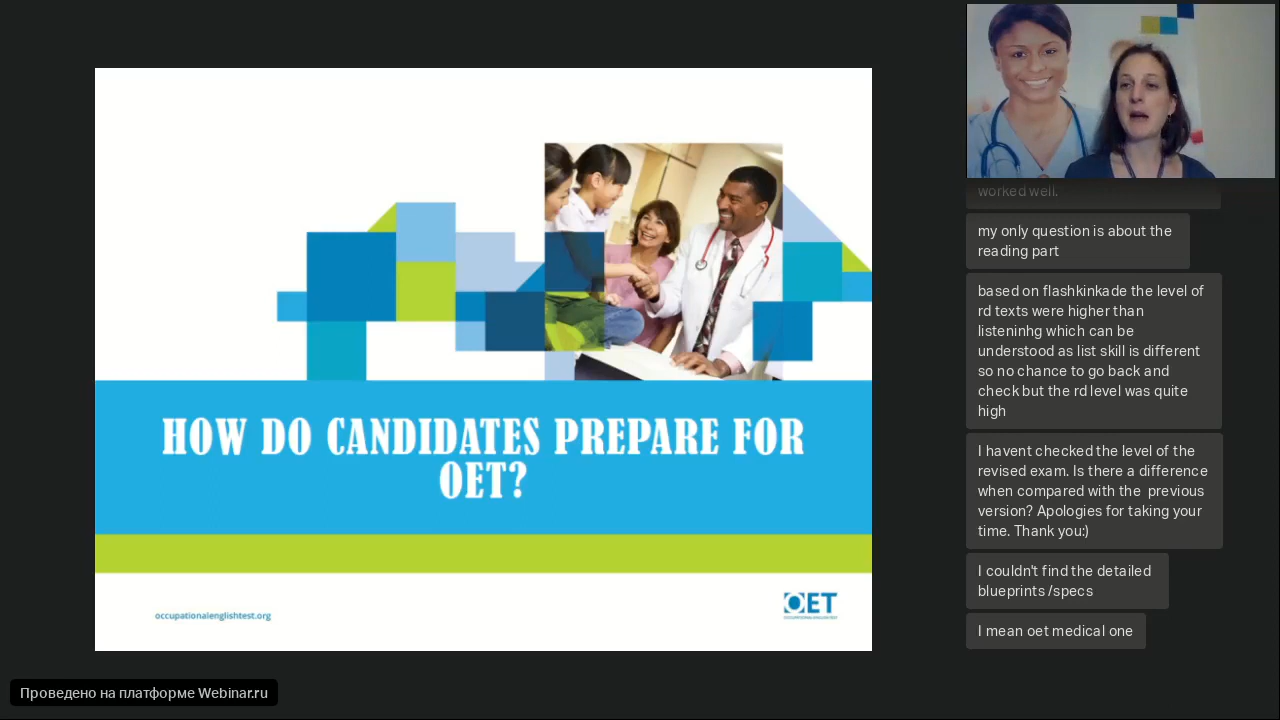 HOW DO CANDIDATES PREPARE FOR
OET?
occupationalenglishtest.org
OET
worked well.
my only question is about the
reading part
based on flashkinkade the level of
rd texts were higher than
listeninhg which can be
understood as list skill is different
so no chance to go back and
check but the rd level was quite
high
I havent checked the level of the
revised exam. Is there a difference
when compared with the  previous
version? Apologies for taking your
time. Thank you:)
I couldn't find the detailed
blueprints /specs
I mean oet medical one
Проведено на платформе Webinar.ru